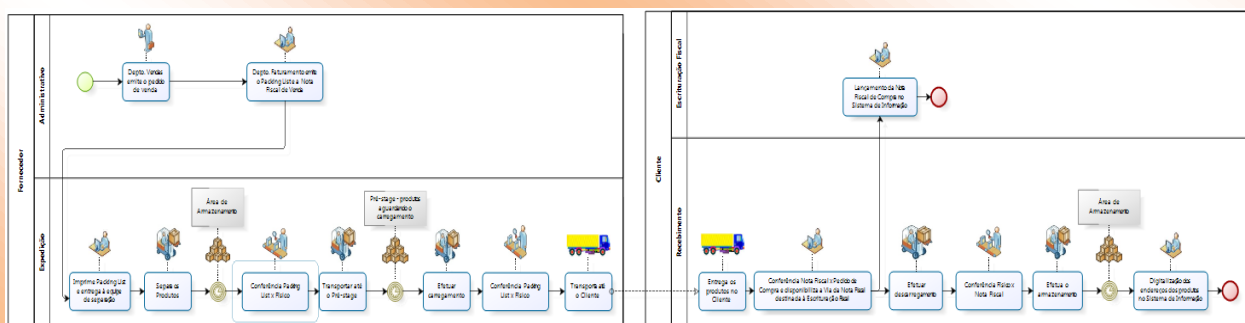 Fornecedor
Administrativo
Depto. Vendas
emite o pedido
de venda
Depto. Faturamento emite
o Packing List e a Nota
Fiscal de Venda
Expedição
Imprime Packing List
e entrega à equipe
de separação
Separa os
Produtos
Área de
Armazenamento
Conferência Packing
List x Físico
Transportar até
o Pré-stage
Pré-stage - produtos
aguardando o
carregamento
Efetuar
carregamento
Conferência Packing
List x Físico
Transporta até
o Cliente
Cliente
Escrituração Fiscal
Lançamento da Nota
Fiscal de Compra no
Sistema de Informação
Recebimento
Entrega os
produtos no
Cliente
Conferência Nota Fiscal x Pedido de
Compra e disponibiliza a Via da Nota Fiscal
destinada à Escrituração Fiscal
Efetuar
descarregamento
Conferência Físico x
Nota Fiscal
Efetua o
armazenamento
Área de
Armazenamento
Digitalização dos
endereços dos produtos
no Sistema de Informação